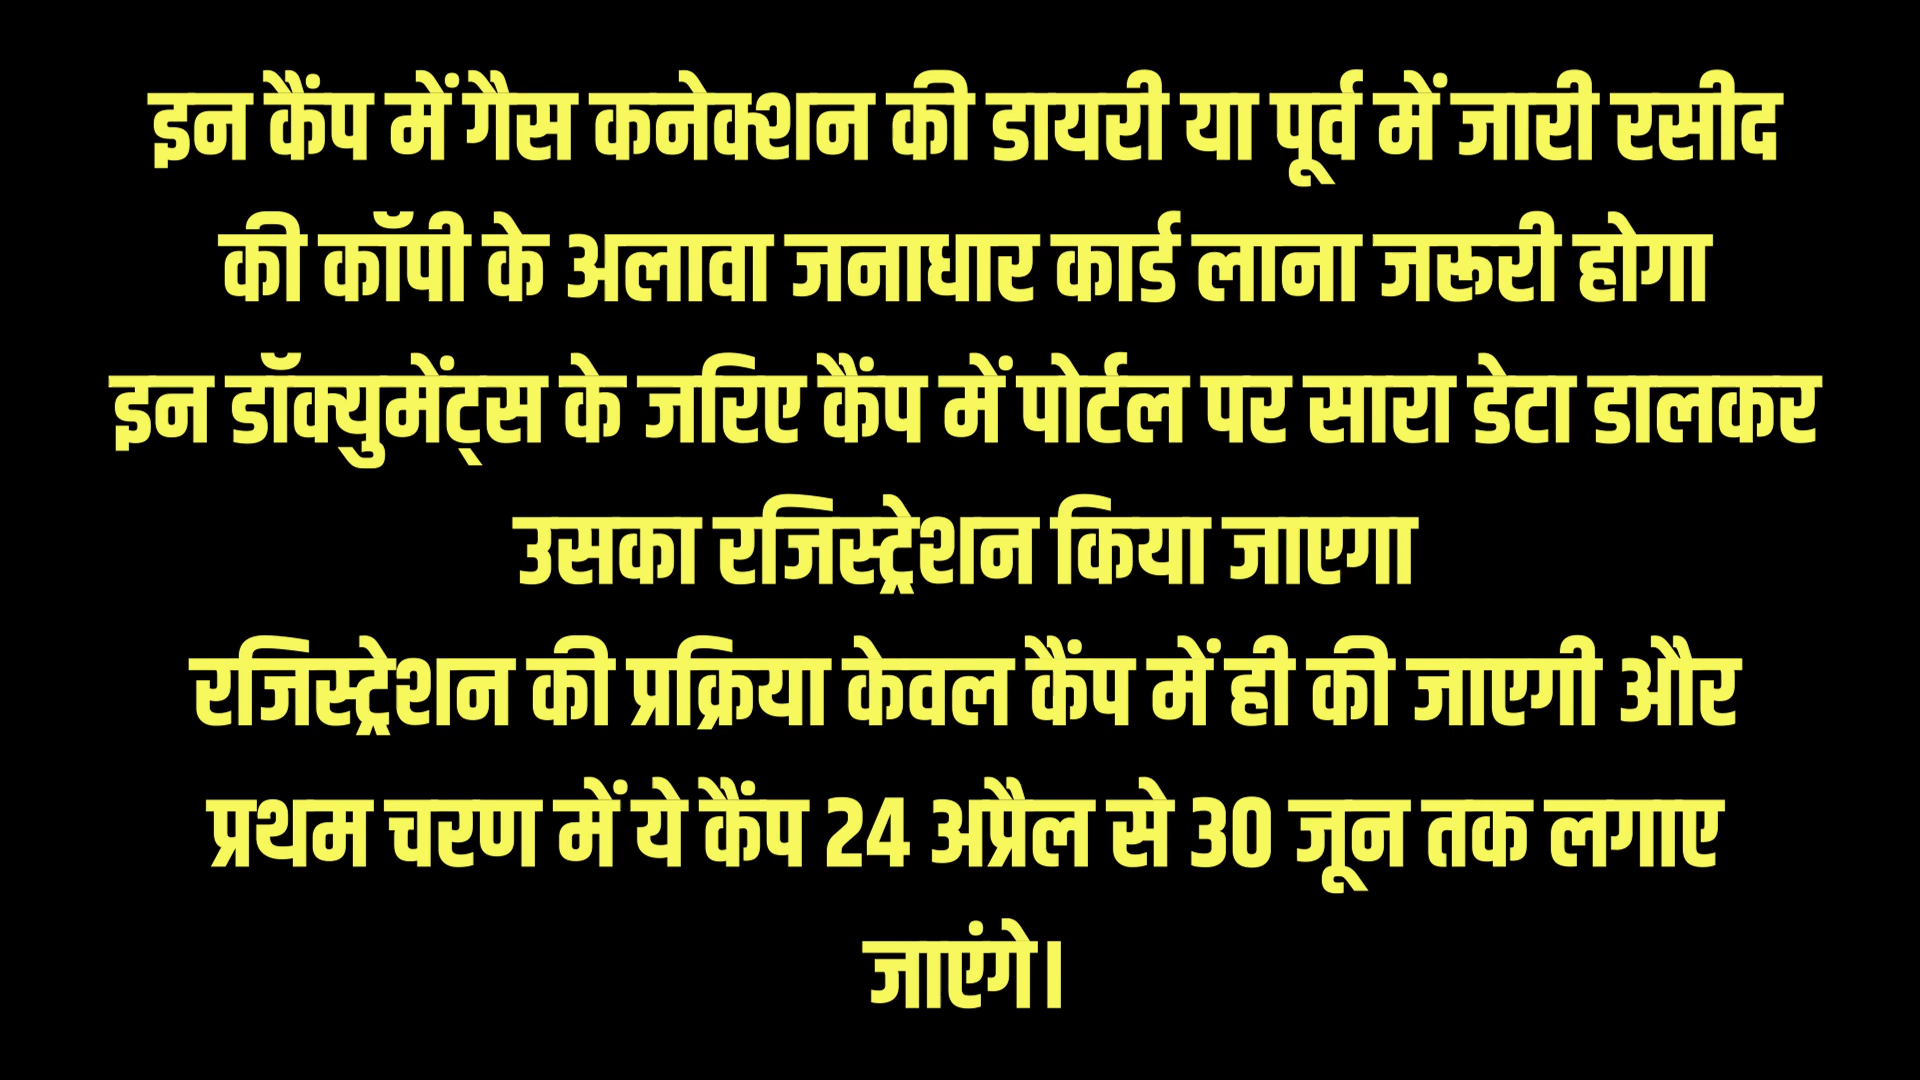 इन कैंप में गैस कनेक्शन की डायरी या पूर्व में जारी रसीद
की कॉपी के अलावा जनाधार कार्ड लाना जरूरी होगा
इन डॉक्युमेंट्स के जरिए कैंप में पोर्टल पर सारा डेटा डालकर
उसका रजिस्ट्रेशन किया जाएगा
रजिस्ट्रेशन की प्रक्रिया केवल कैंप में ही की जाएगी और
प्रथम चरण में ये कैंप 24 अप्रैल से 30 जून तक लगाए
जाएंगे।